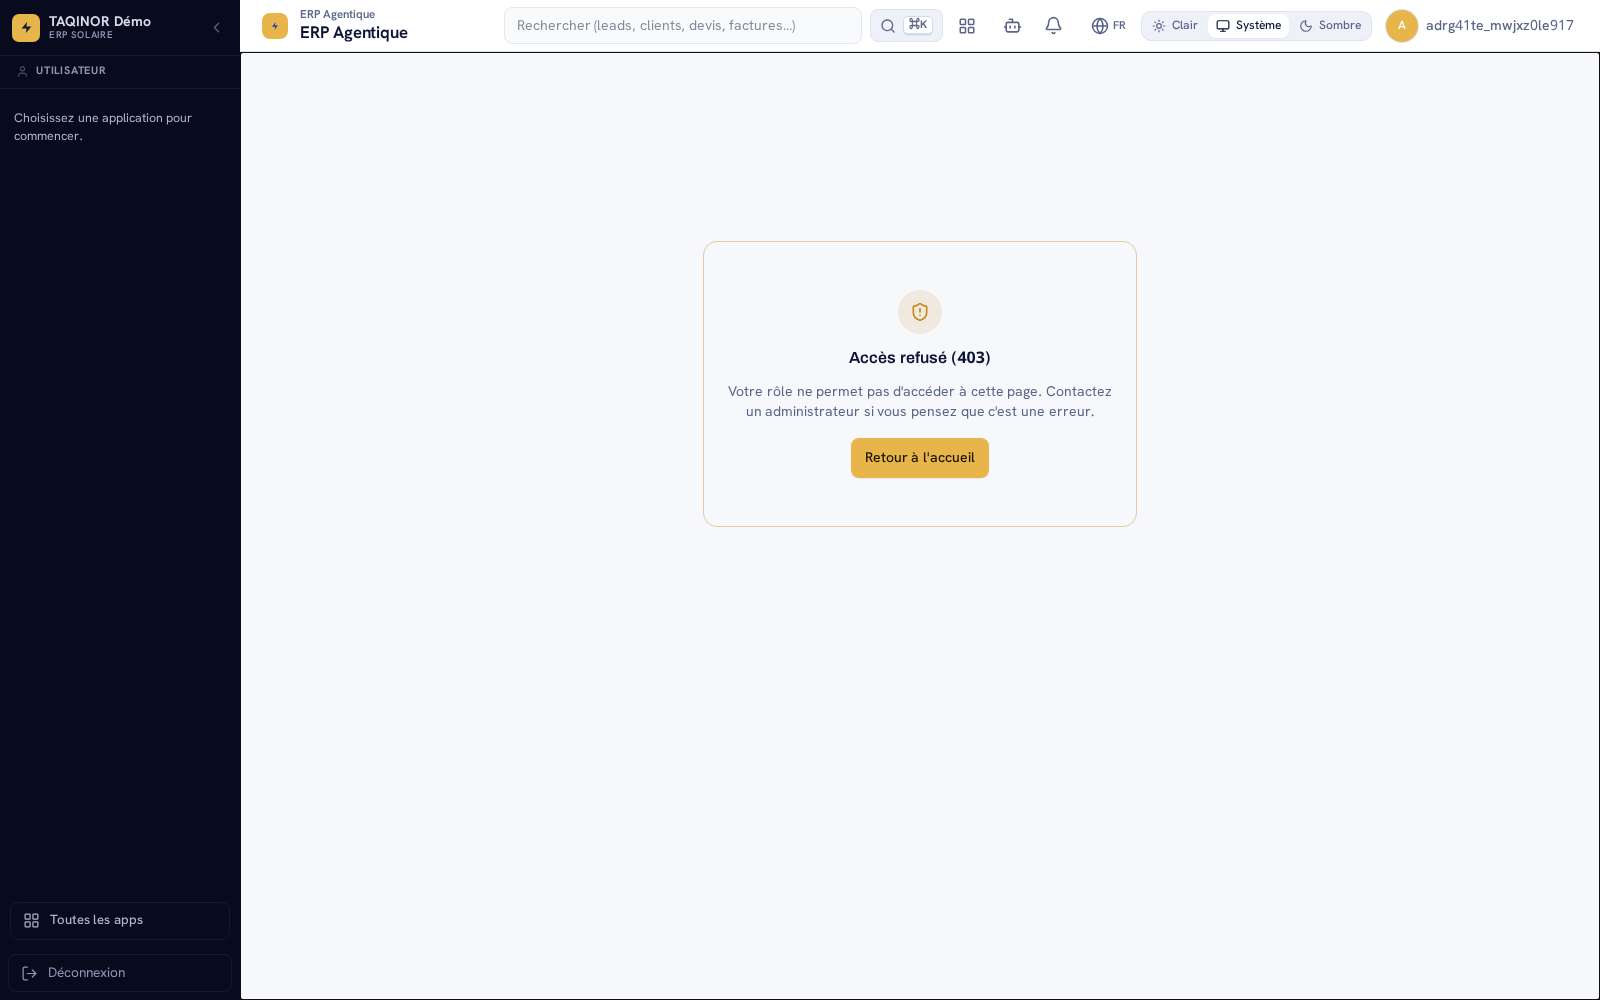 TAQINOR Démo
ERP SOLAIRE
UTILISATEUR
Choisissez une application pour
commencer.
Toutes les apps
Déconnexion
ERP Agentique
ERP Agentique
Rechercher (leads, clients, devis, factures...)
⌘K
FR
Clair
Système
Sombre
A
adrg41te_mwjxz0le917
Accès refusé (403)
Votre rôle ne permet pas d'accéder à cette page. Contactez
un administrateur si vous pensez que c'est une erreur.
Retour à l'accueil